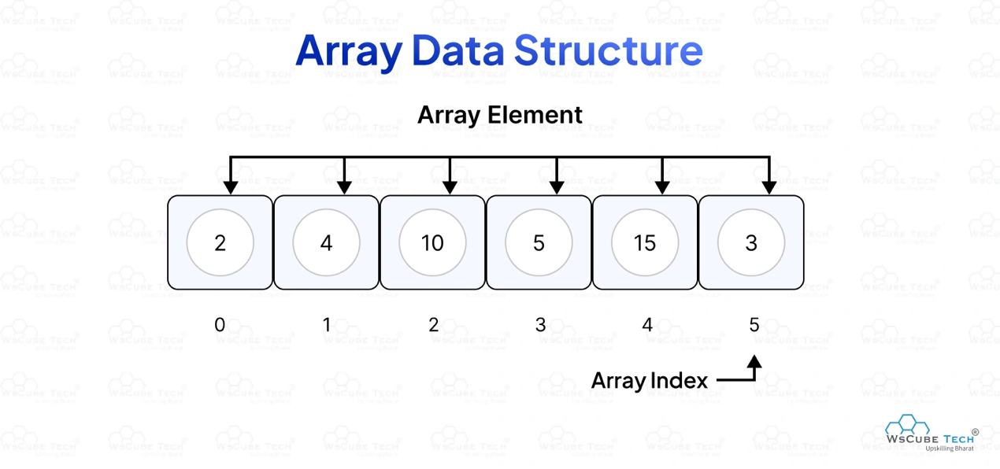 Array Data Structure
Array Element
2 4 10 5 15 3
0 1 2 3 4 5
Array Index
WsCube Tech®
Upskilling Bharat